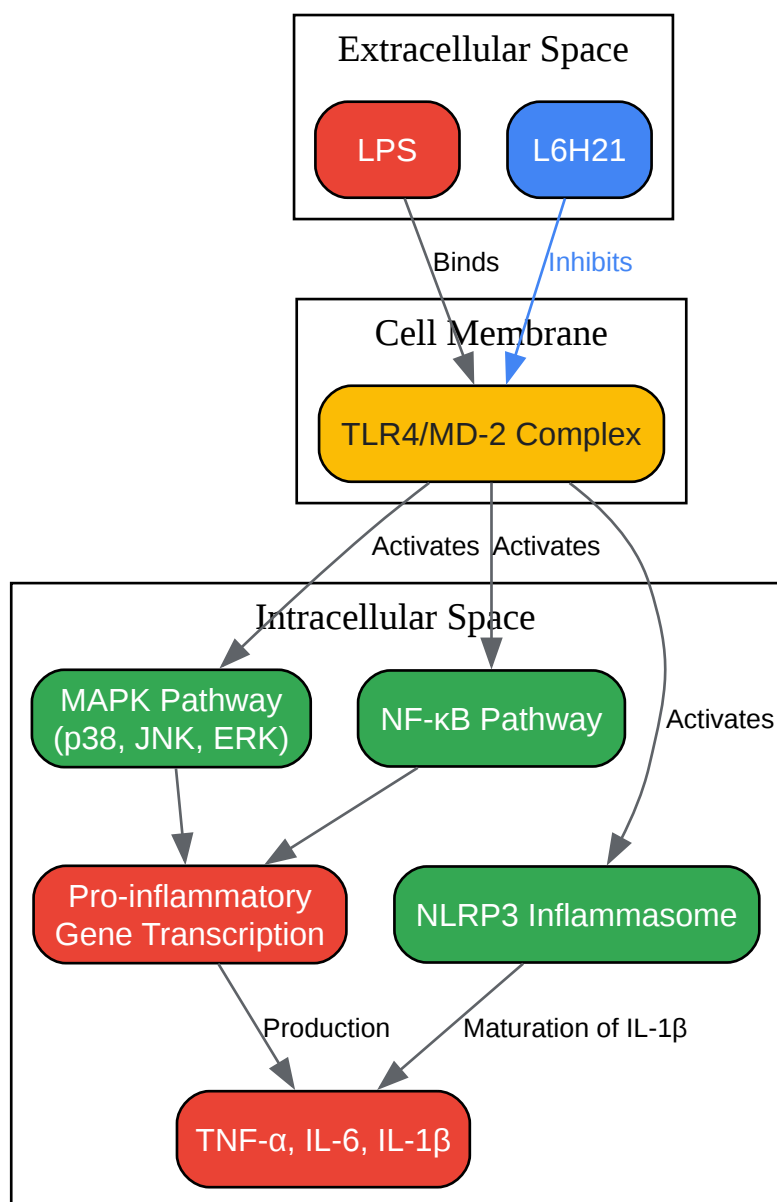 Extracellular Space
LPS
L6H21
Binds
Inhibits
Cell Membrane
TLR4/MD-2 Complex
Activates
Activates
Intracellular Space
MAPK Pathway
(p38, JNK, ERK)
NF-κB Pathway
Activates
Pro-inflammatory
Gene Transcription
NLRP3 Inflammasome
Production
Maturation of IL-1β
TNF-α, IL-6, IL-1β